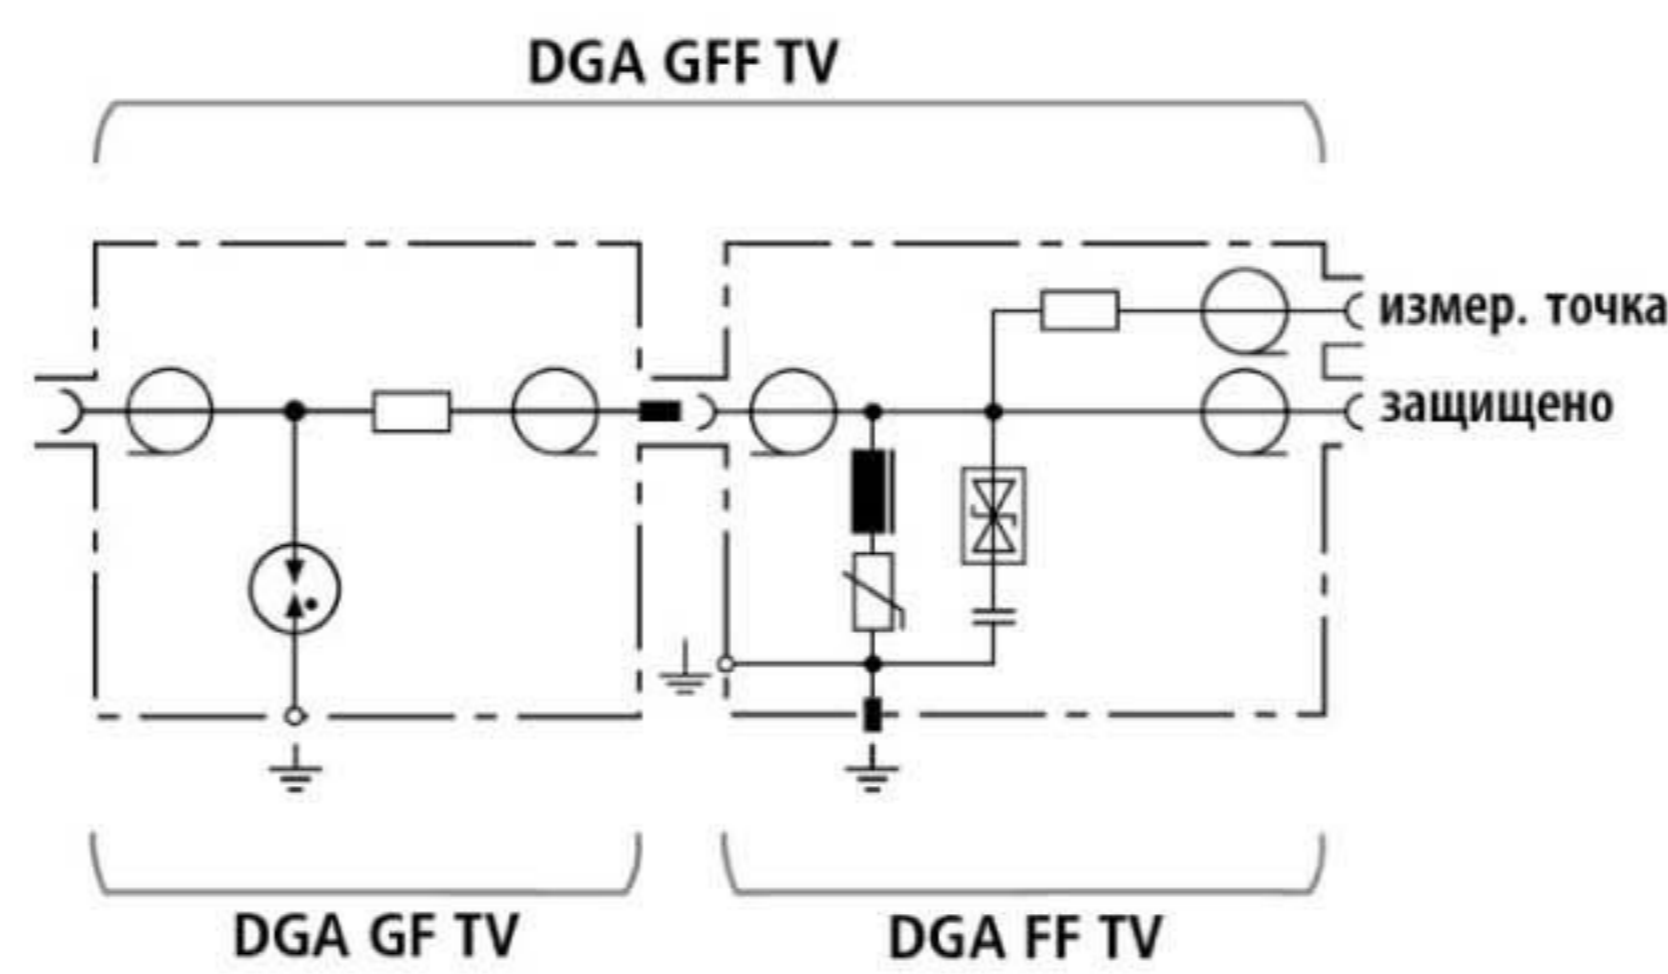 DGA GFF TV
измер. точка
защищено
DGA GF TV
DGA FF TV